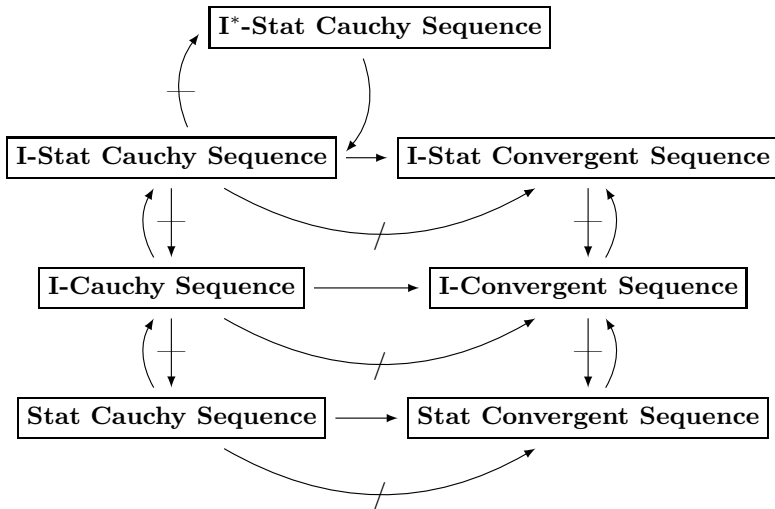 I*-Stat Cauchy Sequence
I-Stat Cauchy Sequence
I-Stat Convergent Sequence
I-Cauchy Sequence
I-Convergent Sequence
Stat Cauchy Sequence
Stat Convergent Sequence